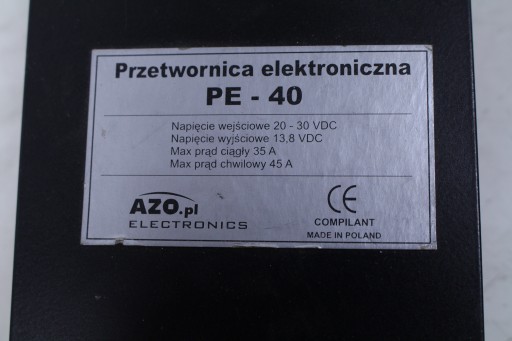 Przetwornica elektroniczna
PE - 40
Napięcie wejściowe 20 - 30 VDC
Napięcie wyjściowe 13,8 VDC
Max prąd ciągły 35 A
Max prąd chwilowy 45 A
AZO.pl
ELECTRONICS
CE
COMPILANT
MADE IN POLAND